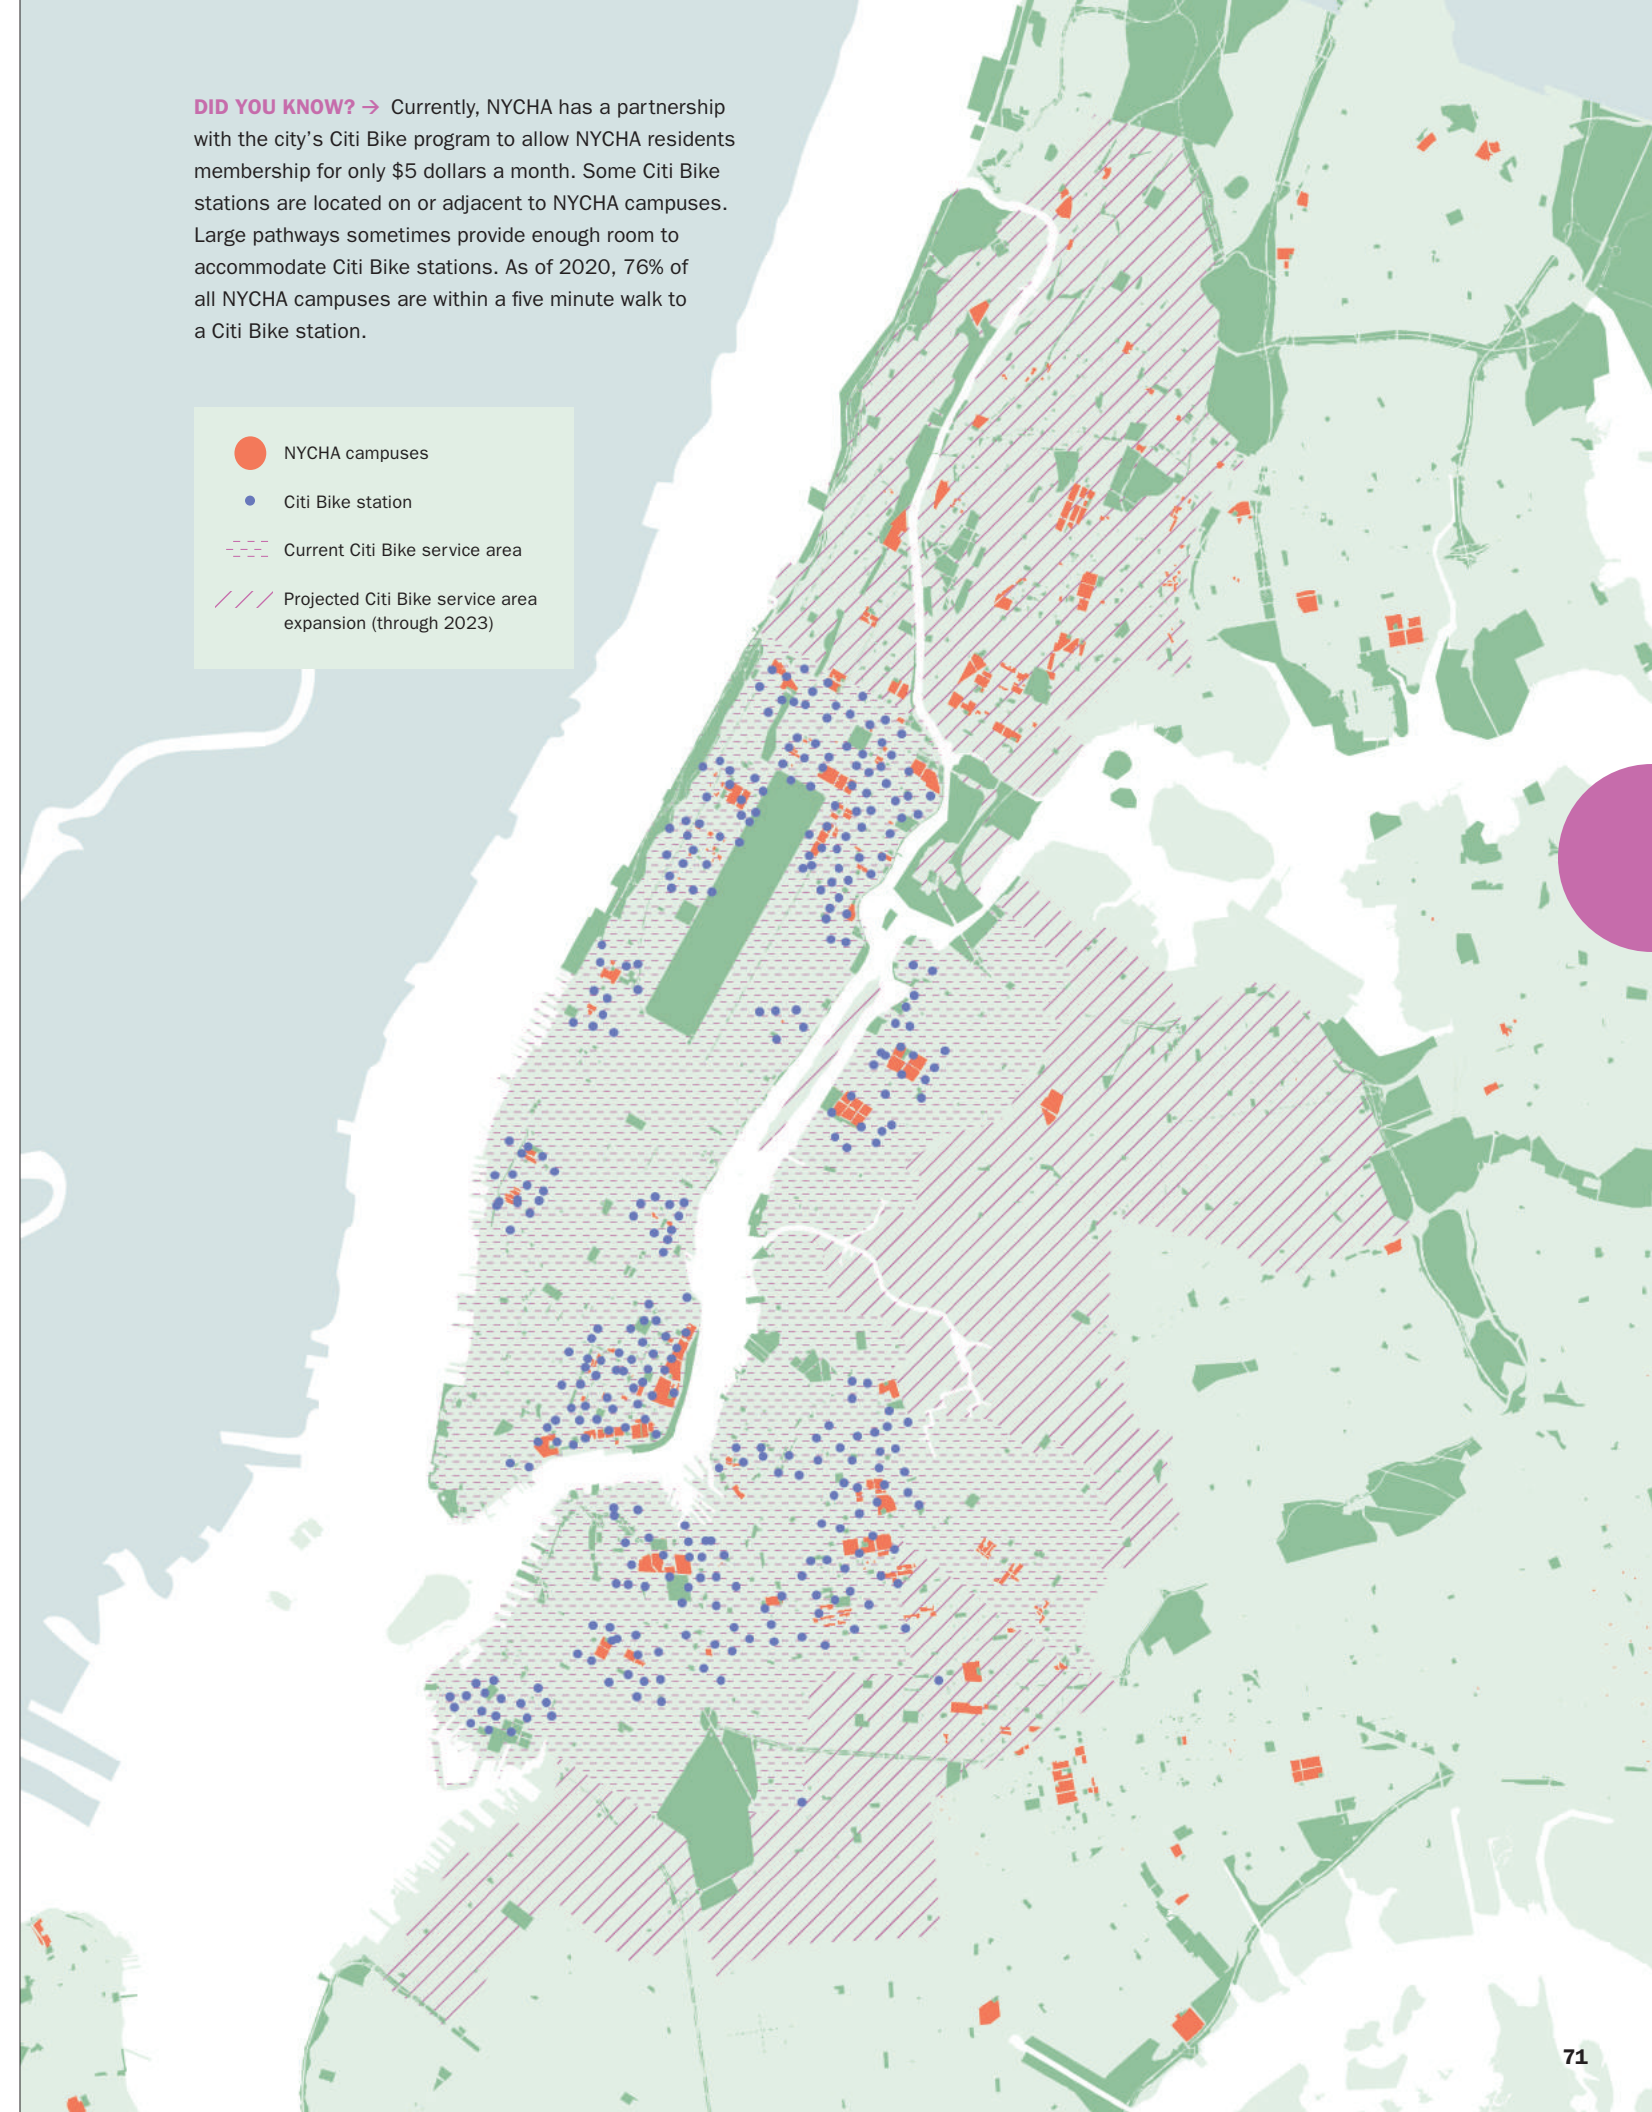 DID YOU KNOW? → Currently, NYCHA has a partnership
with the city's Citi Bike program to allow NYCHA residents
membership for only $5 dollars a month. Some Citi Bike
stations are located on or adjacent to NYCHA campuses.
Large pathways sometimes provide enough room to
accommodate Citi Bike stations. As of 2020, 76% of
all NYCHA campuses are within a five minute walk to
a Citi Bike station.
NYCHA campuses
Citi Bike station
Current Citi Bike service area
Projected Citi Bike service area
expansion (through 2023)
71